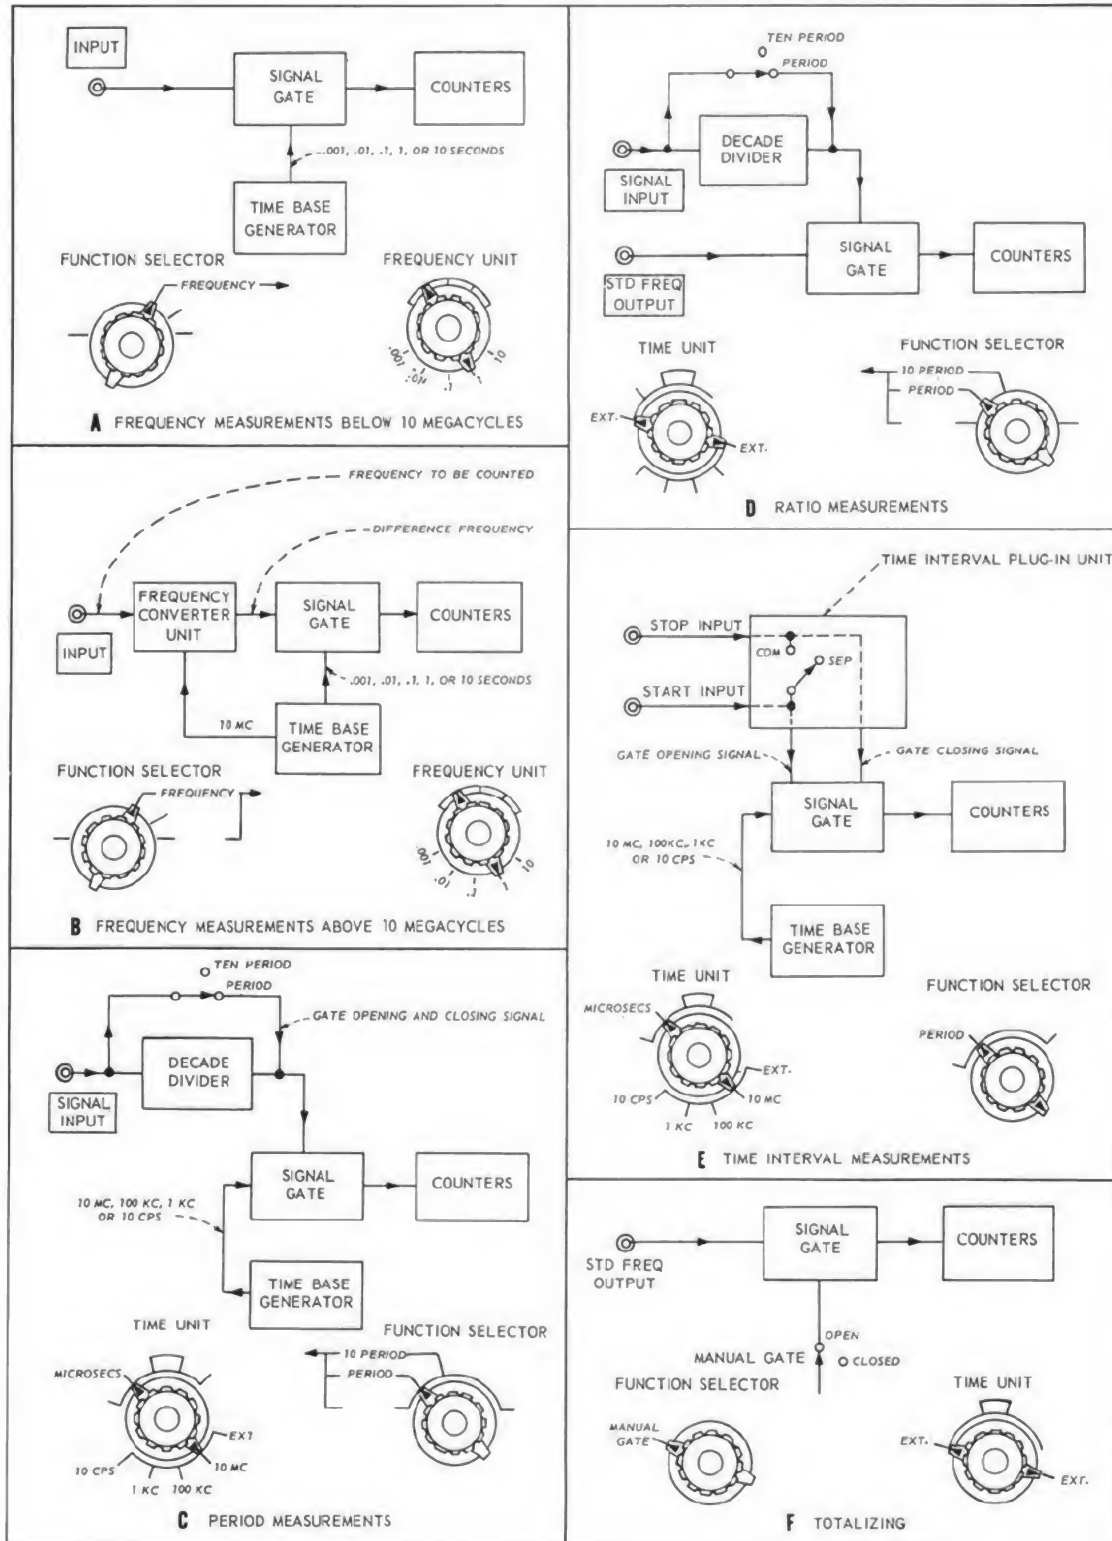 INPUT
SIGNAL
GATE
COUNTERS
.001, .01, .1, 1, OR 10 SECONDS
TIME BASE
GENERATOR
FUNCTION SELECTOR
FREQUENCY
FREQUENCY UNIT
.001
.01
.1
1
10
A FREQUENCY MEASUREMENTS BELOW 10 MEGACYCLES
FREQUENCY TO BE COUNTED
DIFFERENCE FREQUENCY
INPUT
FREQUENCY
CONVERTER
UNIT
SIGNAL
GATE
COUNTERS
.001, .01, .1, 1, OR 10 SECONDS
10 MC
TIME BASE
GENERATOR
FUNCTION SELECTOR
FREQUENCY
FREQUENCY UNIT
.001
.01
.1
1
10
B FREQUENCY MEASUREMENTS ABOVE 10 MEGACYCLES
TEN PERIOD
PERIOD
GATE OPENING AND CLOSING SIGNAL
DECADE
DIVIDER
SIGNAL
INPUT
SIGNAL
GATE
COUNTERS
10 MC, 100 KC, 1 KC
OR 10 CPS
TIME BASE
GENERATOR
TIME UNIT
MICROSECS
EXT
10 MC
100 KC
1 KC
10 CPS
FUNCTION SELECTOR
10 PERIOD
PERIOD
C PERIOD MEASUREMENTS
TEN PERIOD
PERIOD
DECADE
DIVIDER
SIGNAL
INPUT
SIGNAL
GATE
COUNTERS
STD FREQ
OUTPUT
TIME UNIT
EXT.
EXT.
FUNCTION SELECTOR
10 PERIOD
PERIOD
D RATIO MEASUREMENTS
TIME INTERVAL PLUG-IN UNIT
STOP INPUT
COM
SEP
START INPUT
GATE OPENING SIGNAL
GATE CLOSING SIGNAL
SIGNAL
GATE
COUNTERS
10 MC, 100KC, 1KC
OR 10 CPS
TIME BASE
GENERATOR
TIME UNIT
MICROSECS
EXT.
10 MC
100 KC
1 KC
10 CPS
FUNCTION SELECTOR
PERIOD
E TIME INTERVAL MEASUREMENTS
SIGNAL
GATE
COUNTERS
STD FREQ
OUTPUT
OPEN
MANUAL GATE
CLOSED
FUNCTION SELECTOR
MANUAL
GATE
TIME UNIT
EXT.
EXT.
F TOTALIZING